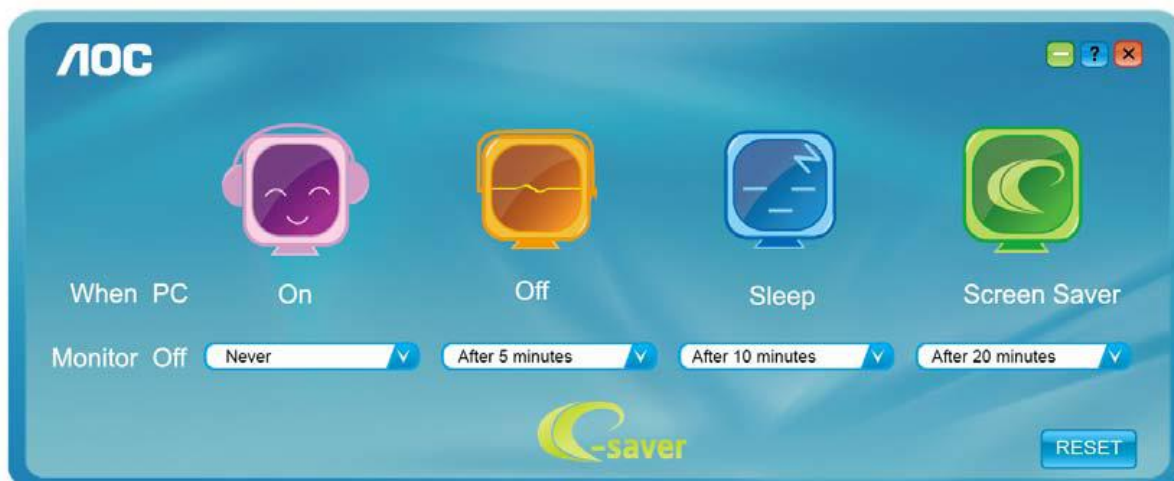 AOC
?
When PC On Off Sleep Screen Saver
Monitor Off Never After 5 minutes After 10 minutes After 20 minutes
e-saver
RESET